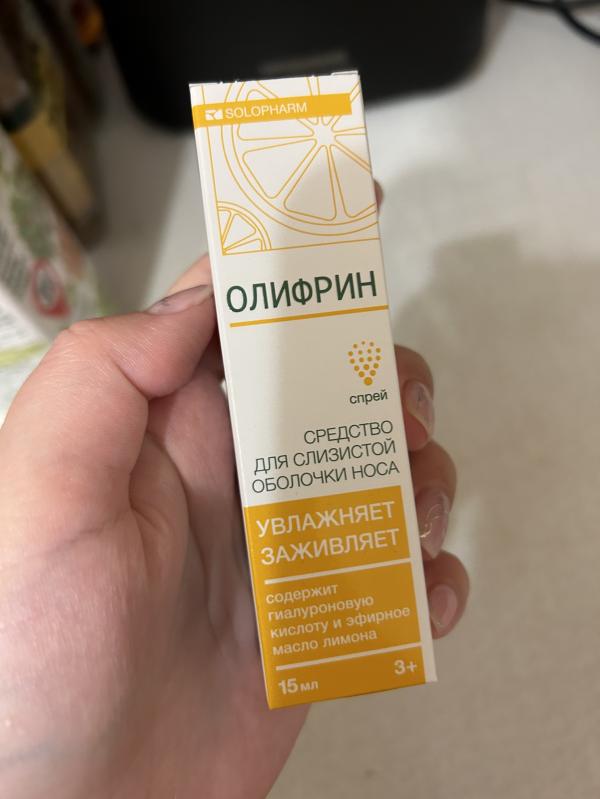 SOLOPHARM
ОЛИФРИН
спрей
СРЕДСТВО
ДЛЯ СЛИЗИСТОЙ
ОБОЛОЧКИ НОСА
УВЛАЖНЯЕТ
ЗАЖИВЛЯЕТ
содержит
гиалуроновую
кислоту и эфирное
масло лимона
15 мл 3+